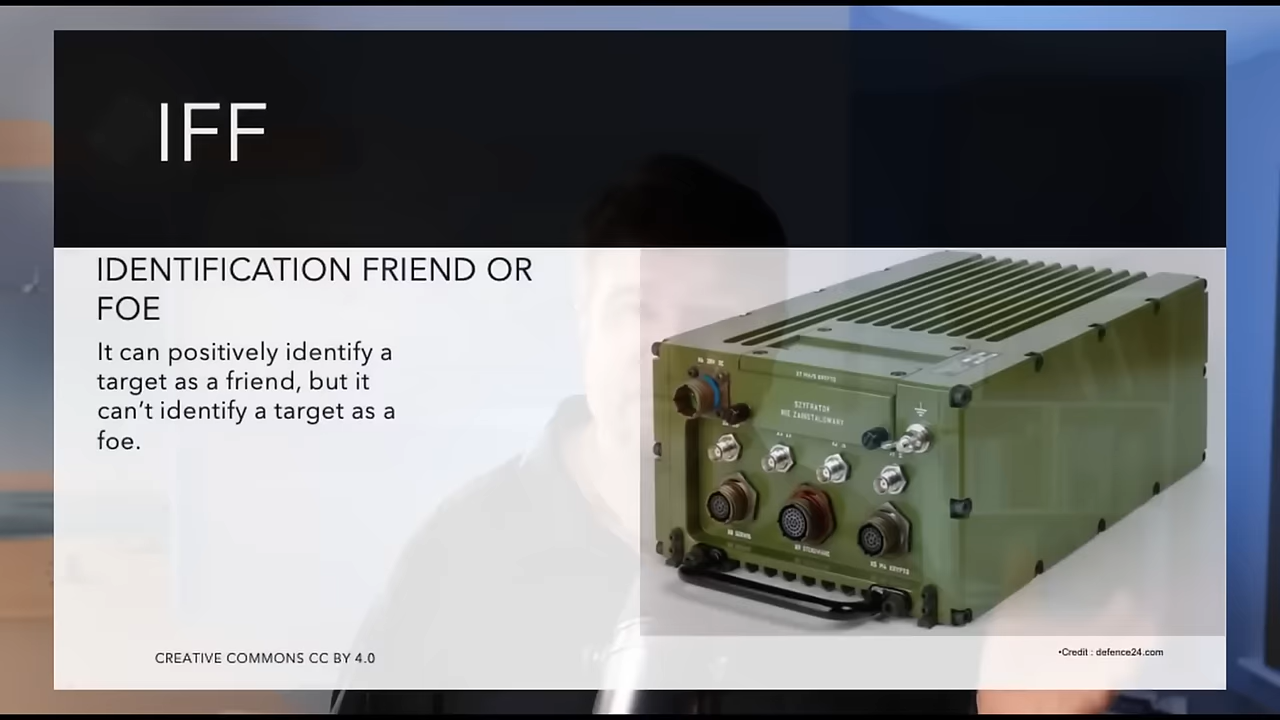 IFF
IDENTIFICATION FRIEND OR
FOE
It can positively identify a
target as a friend, but it
can't identify a target as a
foe.
SZYFRATOR
NIE ZAINSTALOWANY
CREATIVE COMMONS CC BY 4.0
•Credit : defence24.com